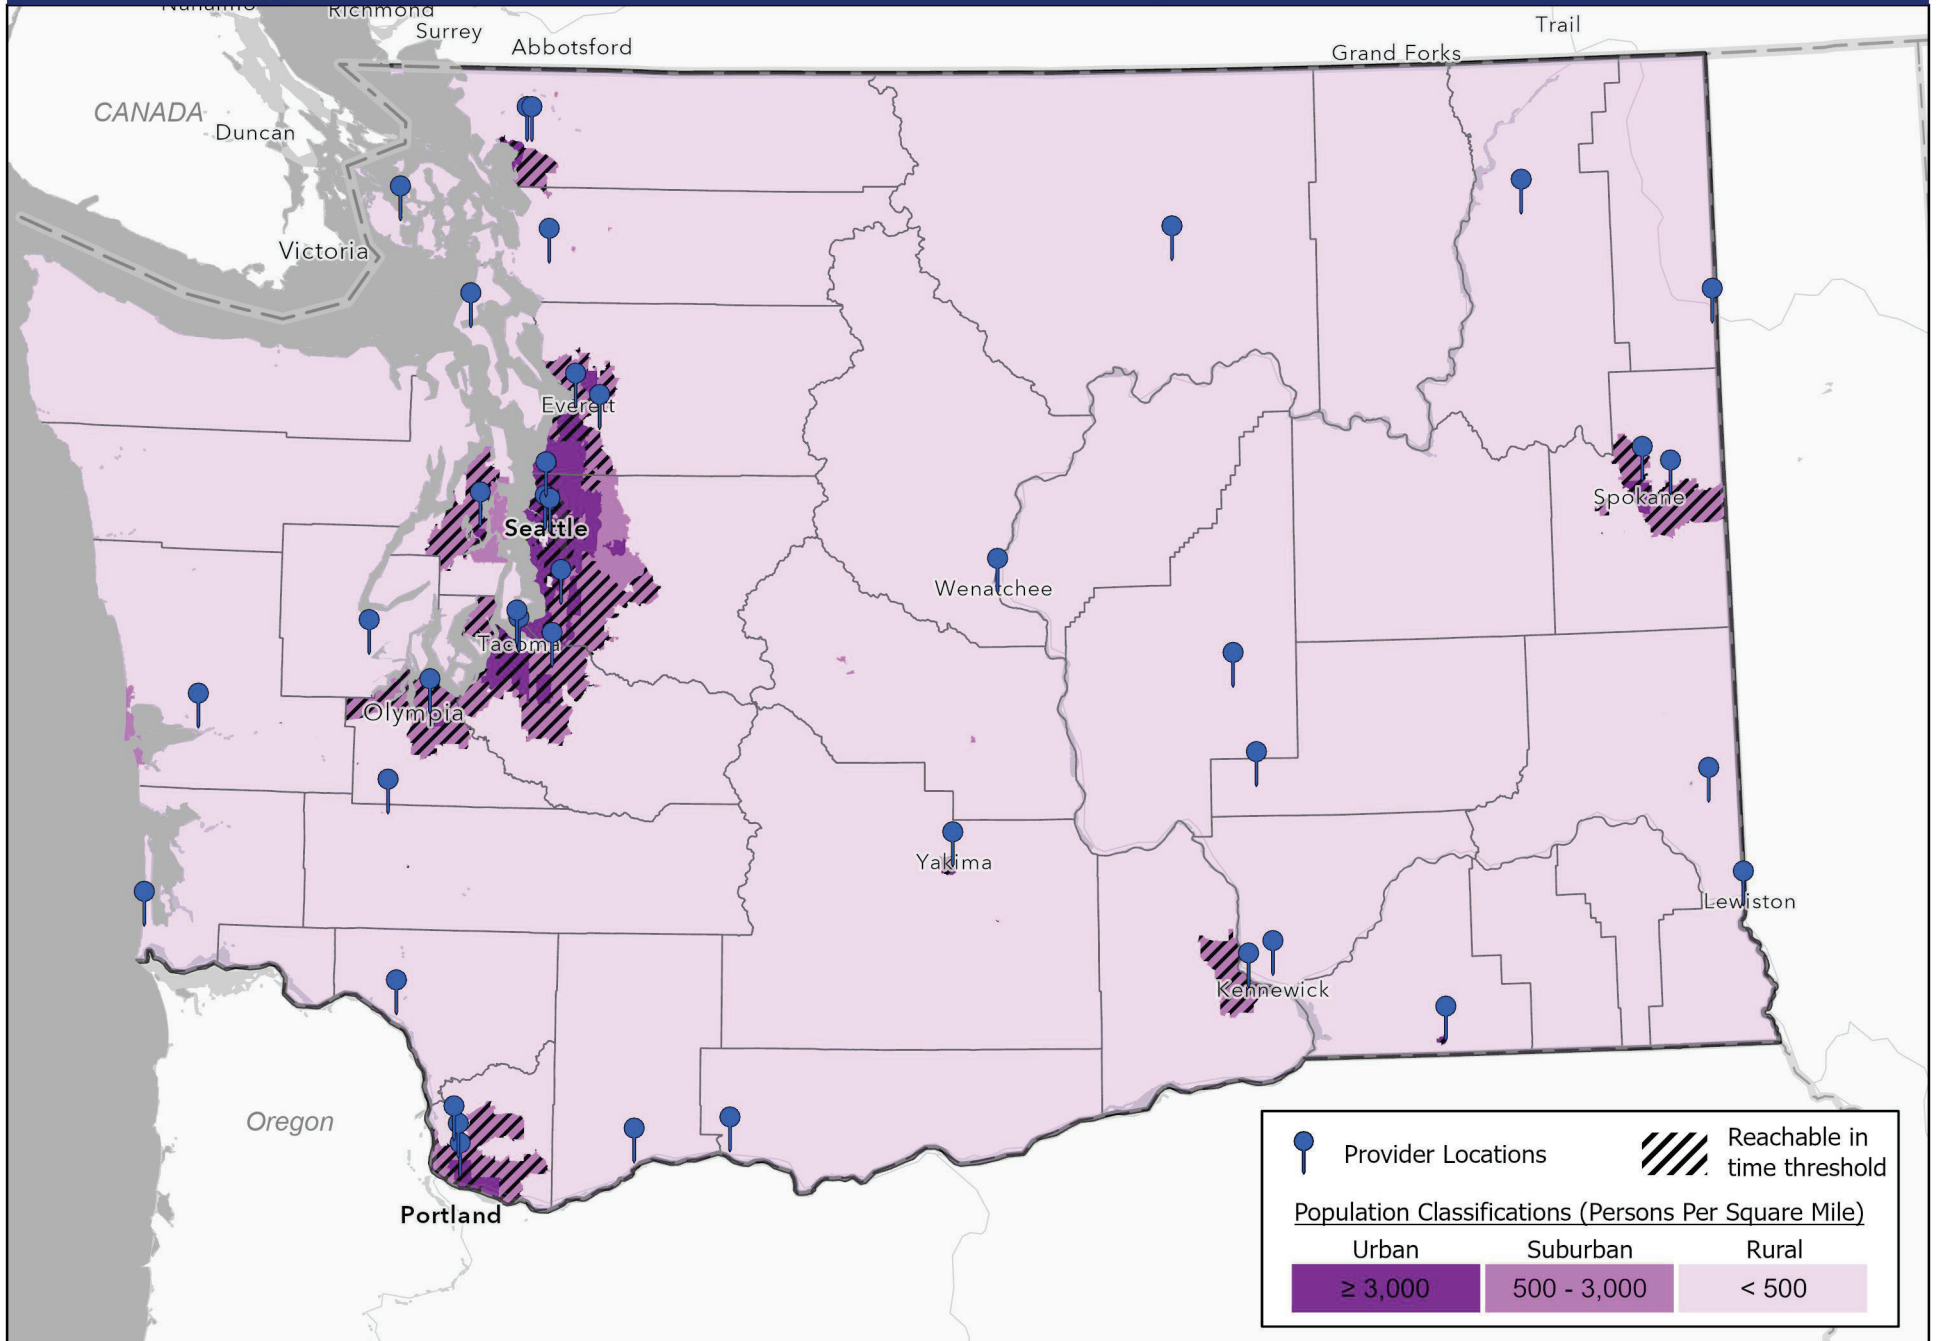 Richmond
Surrey
Abbotsford
Trail
Grand Forks
CANADA
Duncan
Victoria
Everett
Seattle
Spokane
Wenatchee
Tacoma
Olympia
Yakima
Lewiston
Kennewick
Oregon
Portland
Provider Locations
Reachable in
time threshold
Population Classifications (Persons Per Square Mile)
Urban Suburban Rural
≥ 3,000 500 - 3,000 < 500